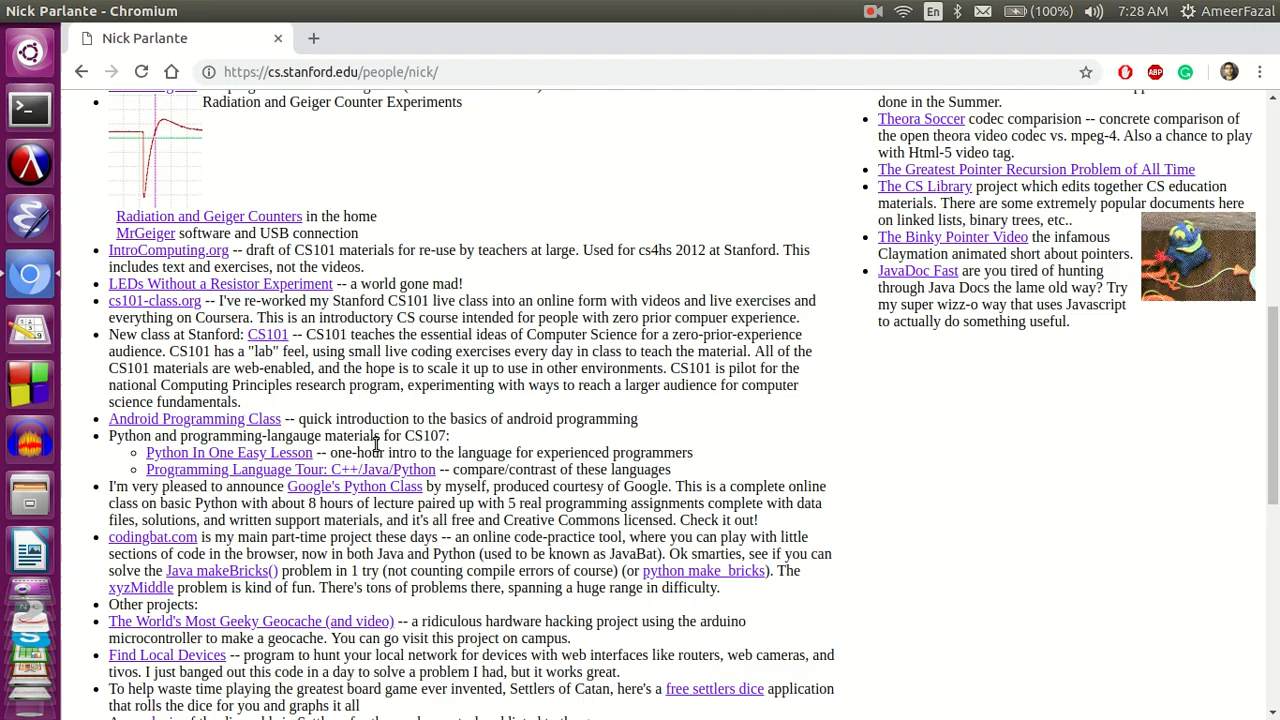 Nick Parlante - Chromium
En
(100%)
7:28 AM
AmeerFazal
Nick Parlante
https://cs.stanford.edu/people/nick/
Radiation and Geiger Counter Experiments
Radiation and Geiger Counters in the home
MrGeiger software and USB connection
IntroComputing.org -- draft of CS101 materials for re-use by teachers at large. Used for cs4hs 2012 at Stanford. This
includes text and exercises, not the videos.
LEDs Without a Resistor Experiment -- a world gone mad!
cs101-class.org -- I've re-worked my Stanford CS101 live class into an online form with videos and live exercises and
everything on Coursera. This is an introductory CS course intended for people with zero prior compuer experience.
New class at Stanford: CS101 -- CS101 teaches the essential ideas of Computer Science for a zero-prior-experience
audience. CS101 has a "lab" feel, using small live coding exercises every day in class to teach the material. All of the
CS101 materials are web-enabled, and the hope is to scale it up to use in other environments. CS101 is pilot for the
national Computing Principles research program, experimenting with ways to reach a larger audience for computer
science fundamentals.
Android Programming Class -- quick introduction to the basics of android programming
Python and programming-langauge materials for CS107:
Python In One Easy Lesson -- one-hour intro to the language for experienced programmers
Programming Language Tour: C++/Java/Python -- compare/contrast of these languages
I'm very pleased to announce Google's Python Class by myself, produced courtesy of Google. This is a complete online
class on basic Python with about 8 hours of lecture paired up with 5 real programming assignments complete with data
files, solutions, and written support materials, and it's all free and Creative Commons licensed. Check it out!
codingbat.com is my main part-time project these days -- an online code-practice tool, where you can play with little
sections of code in the browser, now in both Java and Python (used to be known as JavaBat). Ok smarties, see if you can
solve the Java makeBricks() problem in 1 try (not counting compile errors of course) (or python make_bricks). The
xyzMiddle problem is kind of fun. There's tons of problems there, spanning a huge range in difficulty.
Other projects:
The World's Most Geeky Geocache (and video) -- a ridiculous hardware hacking project using the arduino
microcontroller to make a geocache. You can go visit this project on campus.
Find Local Devices -- program to hunt your local network for devices with web interfaces like routers, web cameras, and
tivos. I just banged out this code in a day to solve a problem I had, but it works great.
To help waste time playing the greatest board game ever invented, Settlers of Catan, here's a free settlers dice application
that rolls the dice for you and graphs it all
done in the Summer.
Theora Soccer codec comparision -- concrete comparison of
the open theora video codec vs. mpeg-4. Also a chance to play
with Html-5 video tag.
The Greatest Pointer Recursion Problem of All Time
The CS Library project which edits together CS education
materials. There are some extremely popular documents here
on linked lists, binary trees, etc..
The Binky Pointer Video the infamous
Claymation animated short about pointers.
JavaDoc Fast are you tired of hunting
through Java Docs the lame old way? Try
my super wizz-o way that uses Javascript
to actually do something useful.